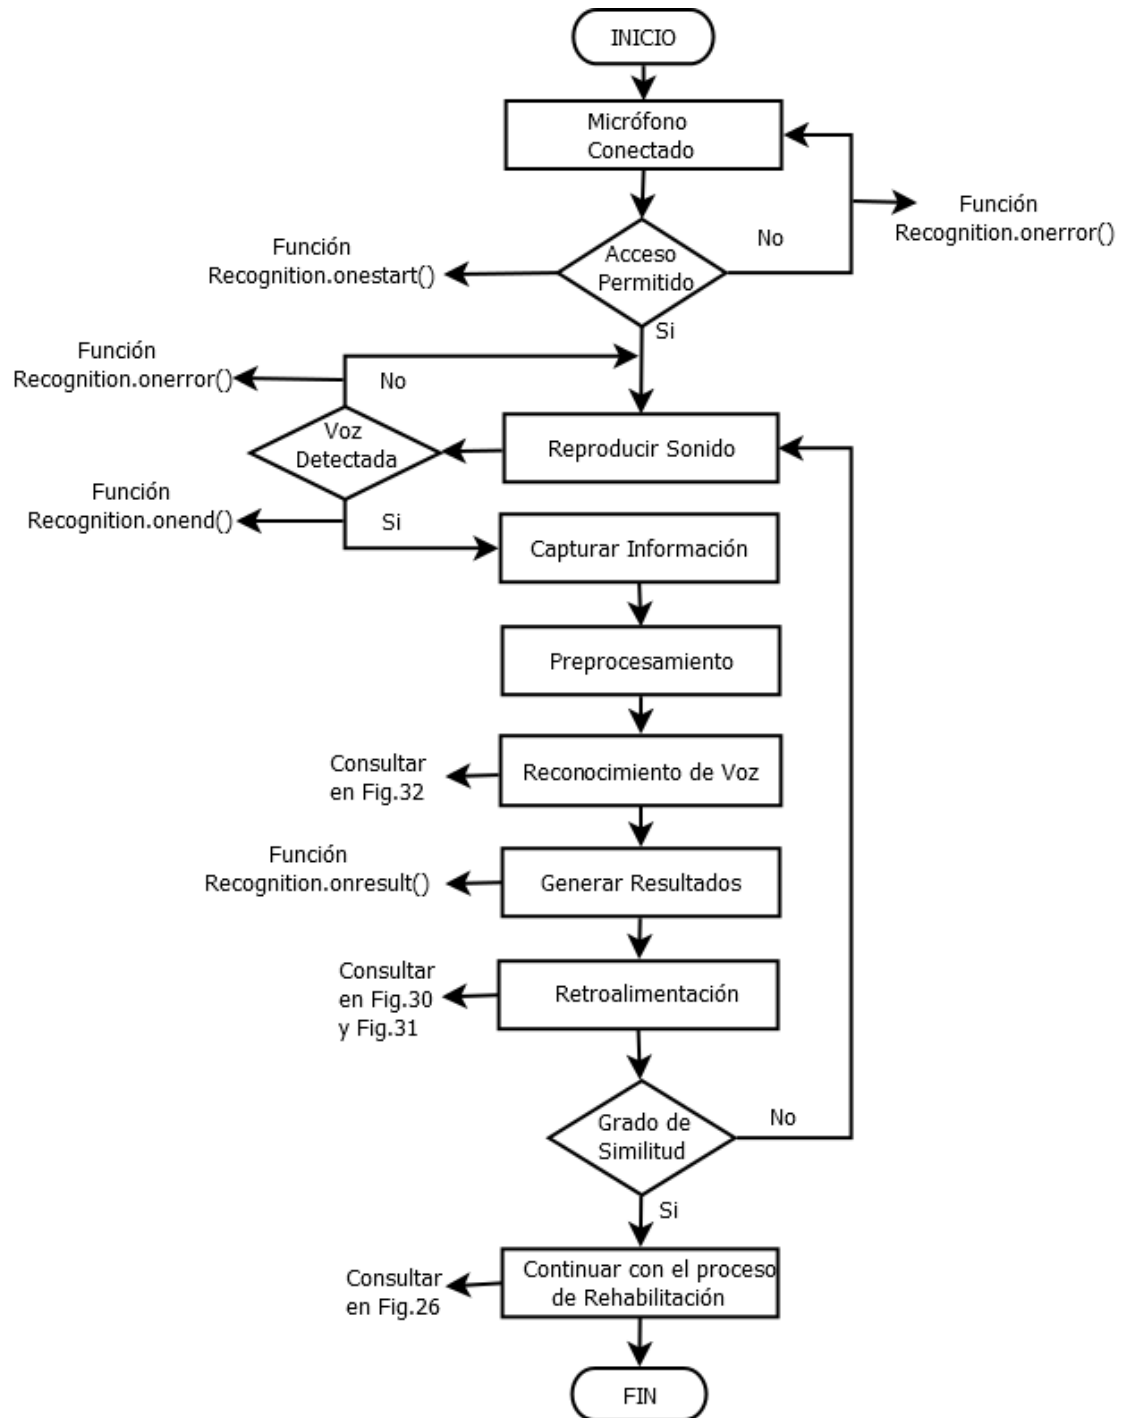 INICIO
Micrófono
Conectado
Función
Recognition.onerror()
No
Función
Recognition.onestart()
Acceso
Permitido
Si
Función
Recognition.onerror()
No
Voz
Detectada
Reproducir Sonido
Función
Recognition.onend()
Si
Capturar Información
Preprocesamiento
Consultar
en Fig.32
Reconocimiento de Voz
Función
Recognition.onresult()
Generar Resultados
Consultar
en Fig.30
y Fig.31
Retroalimentación
Grado de
Similitud
No
Si
Consultar
en Fig.26
Continuar con el proceso
de Rehabilitación
FIN